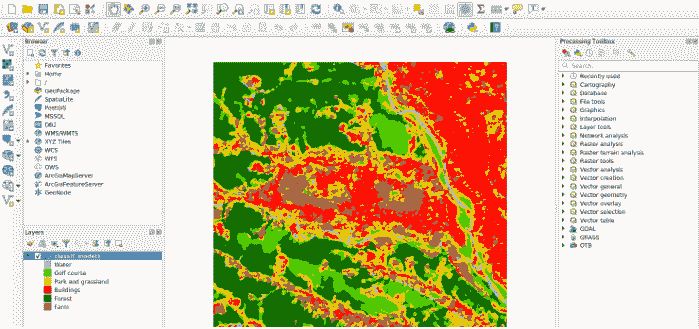 Browser
Favorites
Home
/
GeoPackage
SpatiaLite
PostGIS
MSSQL
DB2
WMS/WMTS
XYZ Tiles
WCS
WFS
OWS
ArcGisMapServer
ArcGisFeatureServer
GeoNode
Layers
Water
Golf course
Park and grassland
Buildings
Forest
Farm
Processing Toolbox
Search...
Recently used
Cartography
Database
File tools
Graphics
Interpolation
Layer tools
Network analysis
Raster analysis
Raster terrain analysis
Raster tools
Vector analysis
Vector creation
Vector general
Vector geometry
Vector overlay
Vector selection
Vector table
GDAL
GRASS
OTB